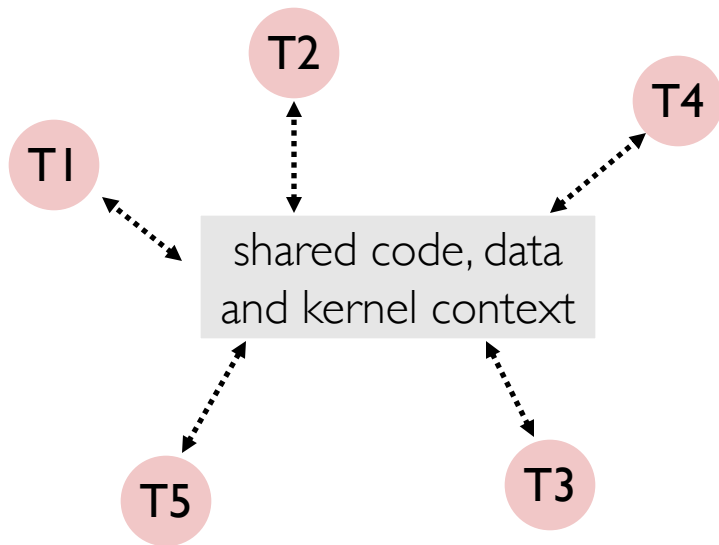 T2
T4
T1
shared code, data
and kernel context
T3
T5